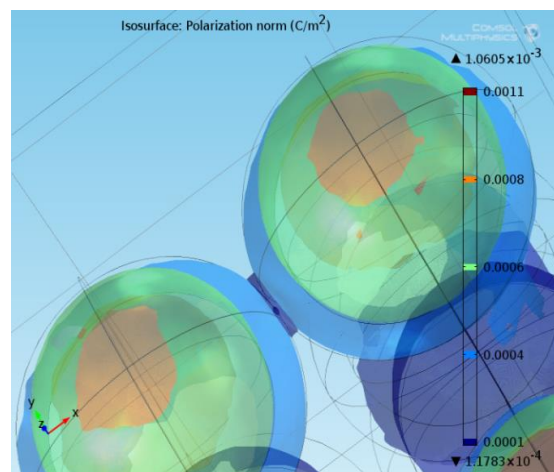 Isosurface: Polarization norm (C/m²)
COMSOL
MULTIPHYSICS
▲ 1.0605×10⁻³
0.0011
0.0008
0.0006
0.0004
0.0001
▼ 1.1783×10⁻⁴
y
z
x